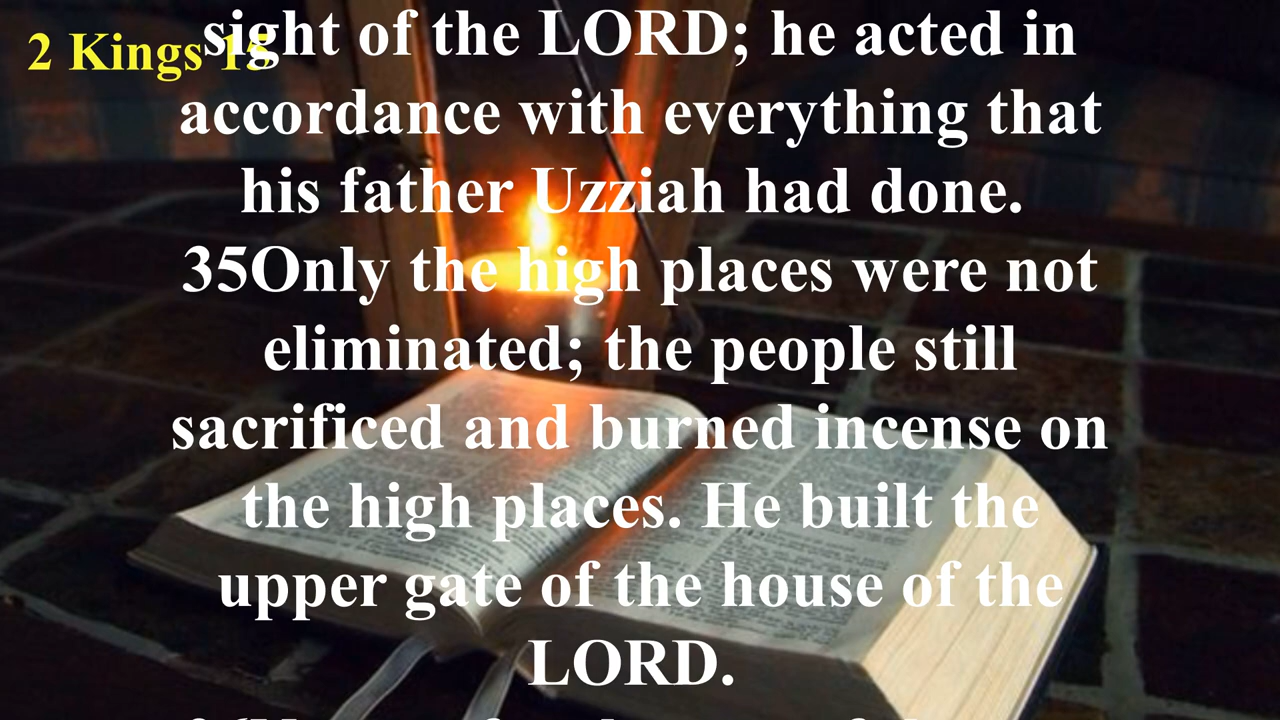 2 Kings 15
sight of the LORD; he acted in
accordance with everything that
his father Uzziah had done.
35Only the high places were not
eliminated; the people still
sacrificed and burned incense on
the high places. He built the
upper gate of the house of the
LORD.